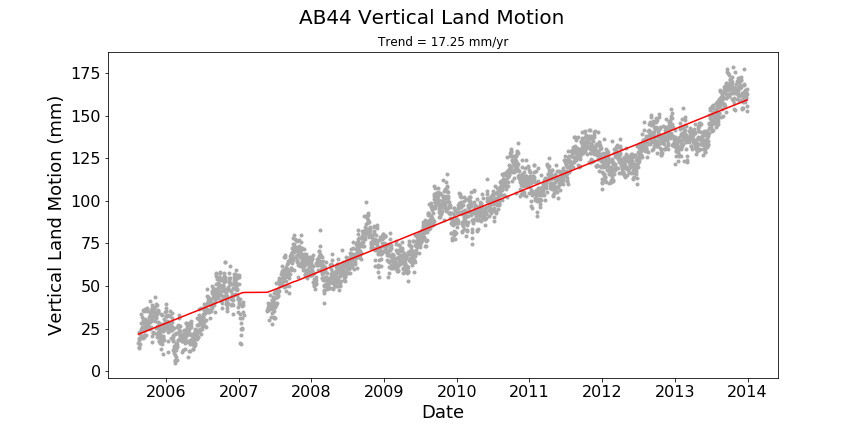 AB44 Vertical Land Motion
Trend = 17.25 mm/yr
Vertical Land Motion (mm)
175
150
125
100
75
50
25
0
2006 2007 2008 2009 2010 2011 2012 2013 2014
Date